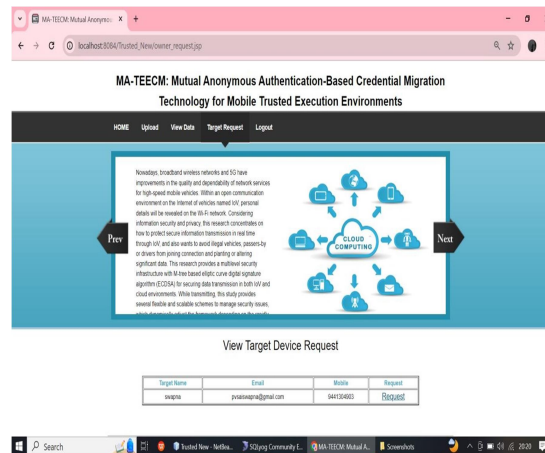 MA-TEECM: Mutual Anonymou
localhost:8084/Trusted_New/owner_request.jsp
MA-TEECM: Mutual Anonymous Authentication-Based Credential Migration
Technology for Mobile Trusted Execution Environments
HOME Upload View Data Target Request Logout
Nowadays, broadband wireless networks and 5G have
improvements in the quality and dependability of network services
for high-speed mobile vehicles. Within an open communication
environment on the Internet of vehicles named IoV, personal
details will be revealed on the Wi-Fi network. Considering
information security and privacy, this research concentrates on
how to protect secure information transmission in real time
through IoV, and also wants to avoid illegal vehicles, passers-by
or drivers from joining connection and planting or altering
significant data. This research provides a multilevel security
infrastructure with M-tree based elliptic curve digital signature
algorithm (ECDSA) for securing data transmission in both IoV and
cloud environments. While transmitting, this study provides
several flexible and scalable schemes to manage security issues,
CLOUD
COMPUTING
Prev
Next
View Target Device Request
Target Name Email Mobile Request
swapna pvsaiswapna@gmail.com 9441304903 Request
Search
Trusted New - NetBea...
SQLyog Community E...
MA-TEECM: Mutual A...
Screenshots
20:20